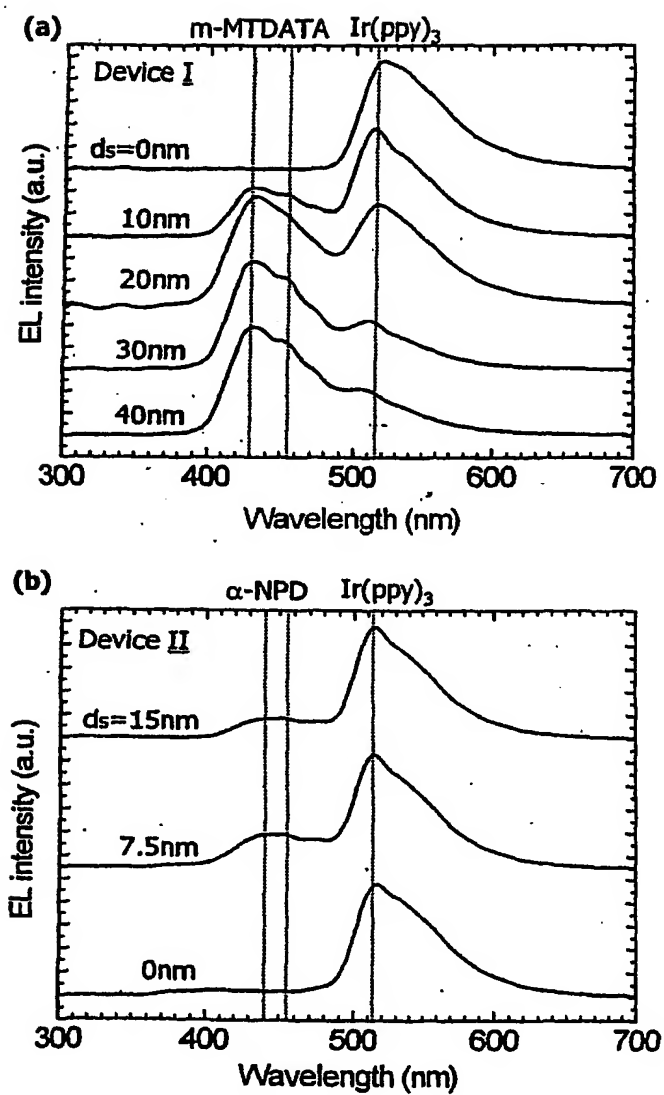 (a)
m-MTDATA Ir(ppy)3
Device I
ds=0nm
10nm
20nm
30nm
40nm
EL intensity (a.u.)
300 400 500 600 700
Wavelength (nm)
(b)
α-NPD Ir(ppy)3
Device II
ds=15nm
7.5nm
0nm
EL intensity (a.u.)
300 400 500 600 700
Wavelength (nm)